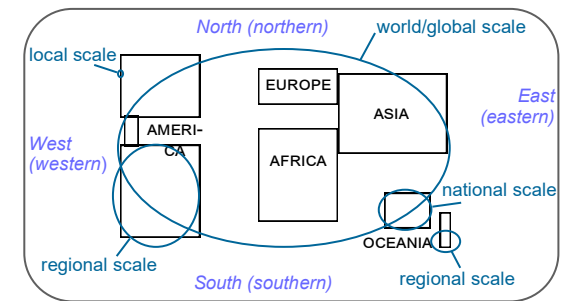 North (northern)
world/global scale
local scale
EUROPE
ASIA
East
(eastern)
AMERI-
CA
West
(western)
AFRICA
national scale
OCEANIA
regional scale
regional scale
South (southern)